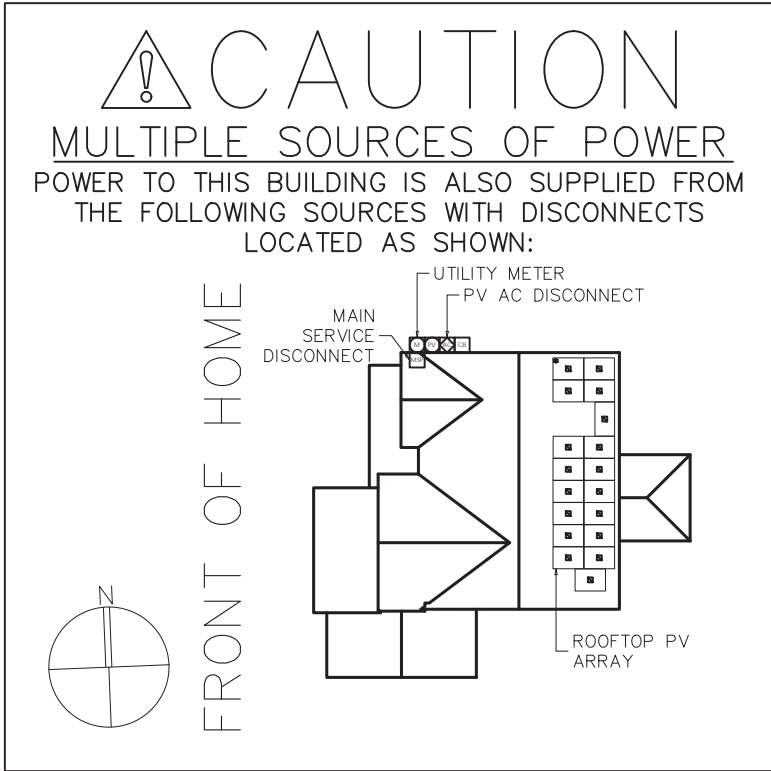 CAUTION
MULTIPLE SOURCES OF POWER
POWER TO THIS BUILDING IS ALSO SUPPLIED FROM
THE FOLLOWING SOURCES WITH DISCONNECTS
LOCATED AS SHOWN:
UTILITY METER
PV AC DISCONNECT
MAIN
SERVICE
DISCONNECT
M PV AC CB
MSP
FRONT OF HOME
N
ROOFTOP PV
ARRAY